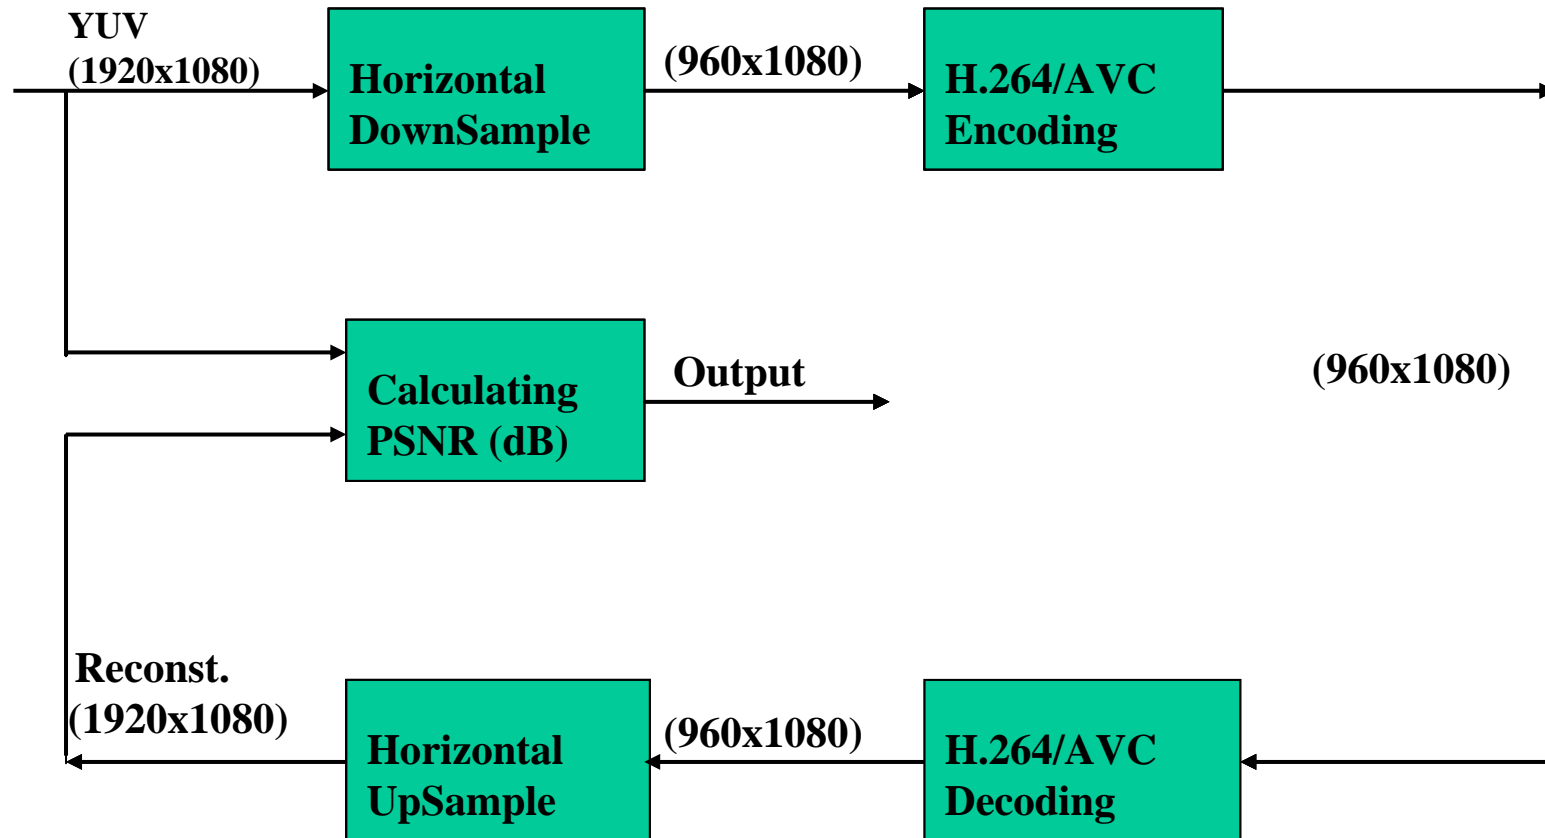 YUV
(1920x1080)
Horizontal
DownSample
(960x1080)
H.264/AVC
Encoding
Calculating
PSNR (dB)
Output
(960x1080)
Reconst.
(1920x1080)
Horizontal
UpSample
(960x1080)
H.264/AVC
Decoding